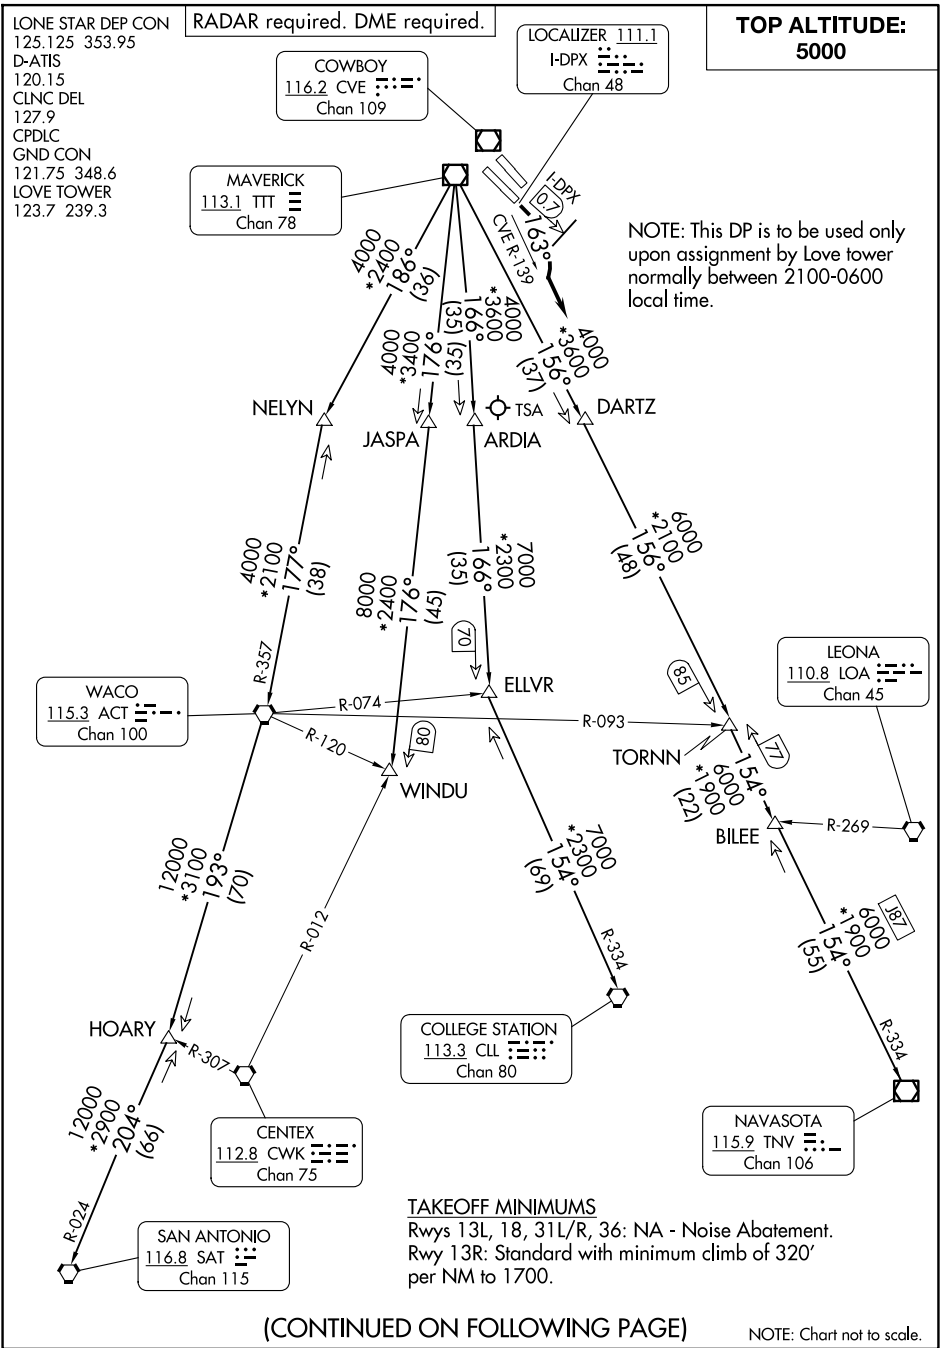 LONE STAR DEP CON
125.125 353.95
D-ATIS
120.15
CLNC DEL
127.9
CPDLC
GND CON
121.75 348.6
LOVE TOWER
123.7 239.3
RADAR required. DME required.
TOP ALTITUDE:
5000
LOCALIZER 111.1
I-DPX
Chan 48
COWBOY
116.2 CVE
Chan 109
MAVERICK
113.1 TTT
Chan 78
I-DPX
0.7
163°
CVE R-139
NOTE: This DP is to be used only
upon assignment by Love tower
normally between 2100-0600
local time.
4000
*2400
186°
(36)
4000
*3400
176°
(35)
4000
*3600
166°
(35)
4000
*3600
156°
(37)
NELYN
JASPA
ARDIA
TSA
DARTZ
4000
*2100
177°
(38)
R-357
8000
*2400
176°
(45)
7000
*2300
166°
(35)
6000
*2100
156°
(48)
70
80
85
77
WACO
115.3 ACT
Chan 100
R-074
R-093
R-120
ELLVR
WINDU
TORNN
LEONA
110.8 LOA
Chan 45
154°
6000
*1900
(22)
BILEE
R-269
12000
*3100
193°
(70)
R-012
7000
*2300
154°
(69)
R-334
J87
6000
*1900
154°
(55)
R-334
HOARY
R-307
COLLEGE STATION
113.3 CLL
Chan 80
CENTEX
112.8 CWK
Chan 75
NAVASOTA
115.9 TNV
Chan 106
12000
*2900
204°
(66)
R-024
SAN ANTONIO
116.8 SAT
Chan 115
TAKEOFF MINIMUMS
Rwys 13L, 18, 31L/R, 36: NA - Noise Abatement.
Rwy 13R: Standard with minimum climb of 320'
per NM to 1700.
(CONTINUED ON FOLLOWING PAGE)
NOTE: Chart not to scale.